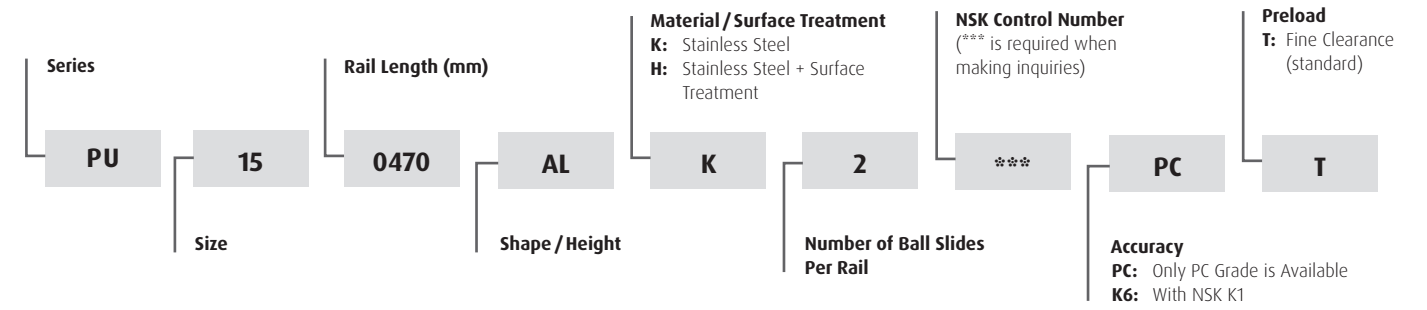 Material / Surface Treatment
K: Stainless Steel
H: Stainless Steel + Surface
Treatment
NSK Control Number
(*** is required when
making inquiries)
Preload
T: Fine Clearance
(standard)
Series
Rail Length (mm)
PU
15
0470
AL
K
2
***
PC
T
Size
Shape / Height
Number of Ball Slides
Per Rail
Accuracy
PC: Only PC Grade is Available
K6: With NSK K1